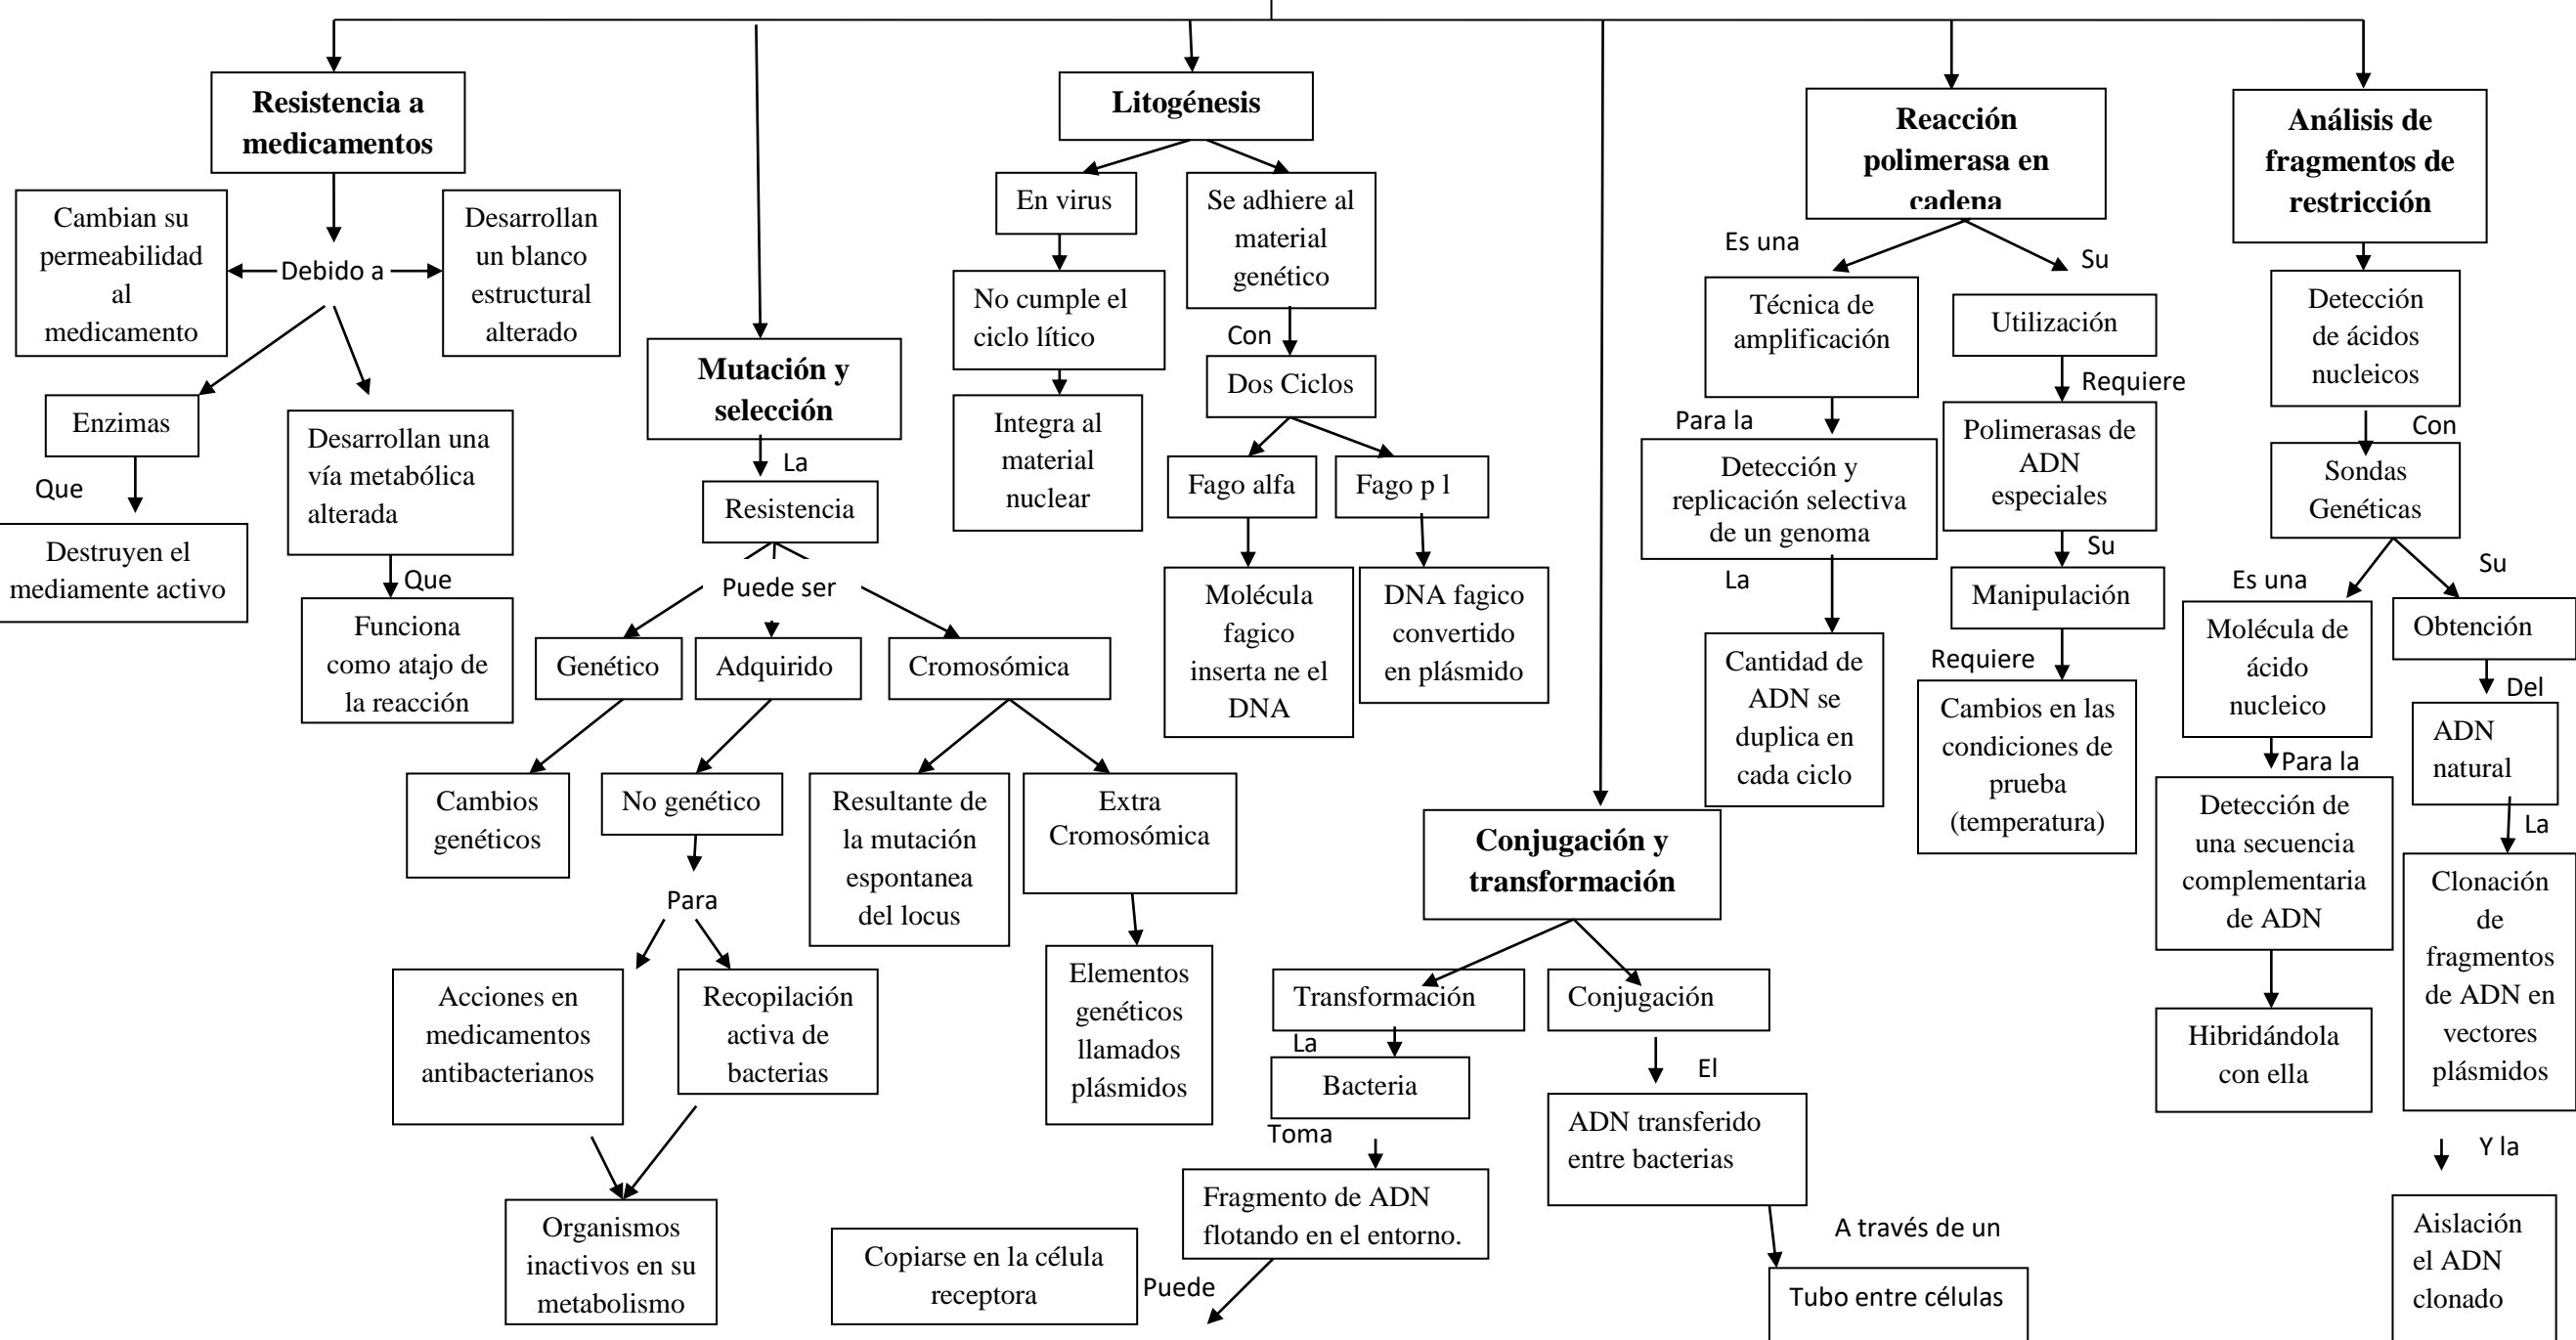 Resistencia a
medicamentos
Cambian su
permeabilidad
al
medicamento
Debido a
Desarrollan
un blanco
estructural
alterado
Enzimas
Que
Destruyen el
mediamente activo
Desarrollan una
vía metabólica
alterada
Que
Funciona
como atajo de
la reacción
Mutación y
selección
La
Resistencia
Puede ser
Genético
Adquirido
Cromosómica
Cambios
genéticos
No genético
Para
Acciones en
medicamentos
antibacterianos
Recopilación
activa de
bacterias
Organismos
inactivos en su
metabolismo
Resultante de
la mutación
espontanea
del locus
Extra
Cromosómica
Elementos
genéticos
llamados
plásmidos
Litogénesis
En virus
No cumple el
ciclo lítico
Integra al
material
nuclear
Se adhiere al
material
genético
Con
Dos Ciclos
Fago alfa
Fago p l
Molécula
fagico
inserta ne el
DNA
DNA fagico
convertido
en plásmido
Conjugación y
transformación
Transformación
La
Bacteria
Toma
Fragmento de ADN
flotando en el entorno.
Puede
Copiarse en la célula
receptora
Conjugación
El
ADN transferido
entre bacterias
A través de un
Tubo entre células
Reacción
polimerasa en
cadena
Es una
Técnica de
amplificación
Para la
Detección y
replicación selectiva
de un genoma
La
Cantidad de
ADN se
duplica en
cada ciclo
Su
Utilización
Requiere
Polimerasas de
ADN
especiales
Su
Manipulación
Requiere
Cambios en las
condiciones de
prueba
(temperatura)
Análisis de
fragmentos de
restricción
Detección
de ácidos
nucleicos
Con
Sondas
Genéticas
Es una
Molécula de
ácido
nucleico
Para la
Detección de
una secuencia
complementaria
de ADN
Hibridándola
con ella
Su
Obtención
Del
ADN
natural
La
Clonación
de
fragmentos
de ADN en
vectores
plásmidos
Y la
Aislación
el ADN
clonado